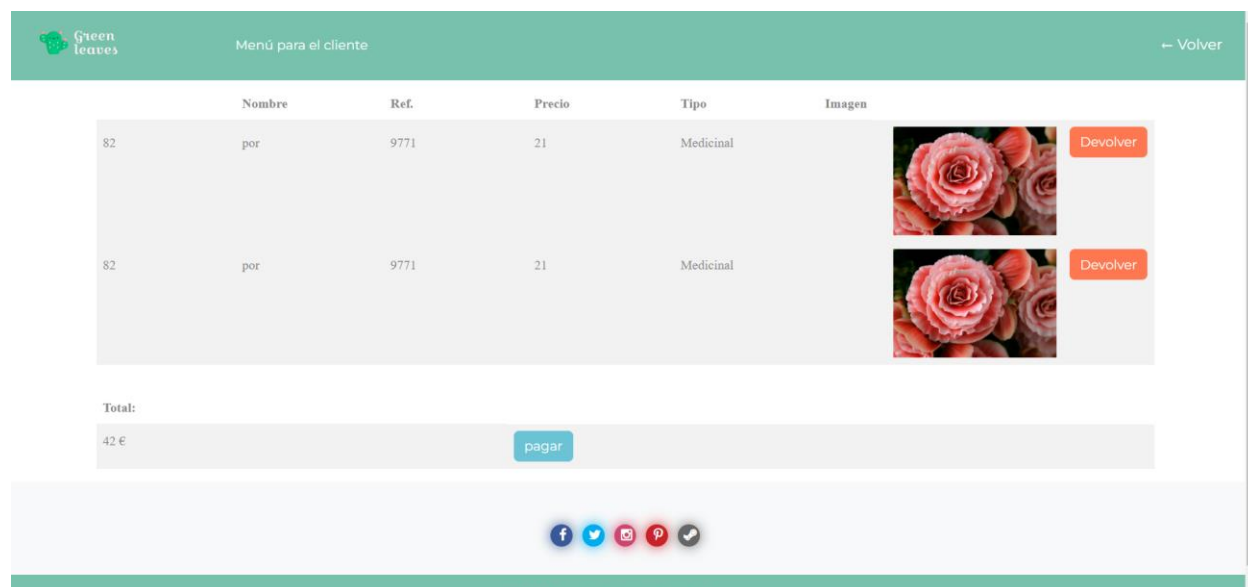 Green
leaves
Menú para el cliente
← Volver
Nombre Ref. Precio Tipo Imagen
82 por 9771 21 Medicinal Devolver
82 por 9771 21 Medicinal Devolver
Total:
42 € pagar